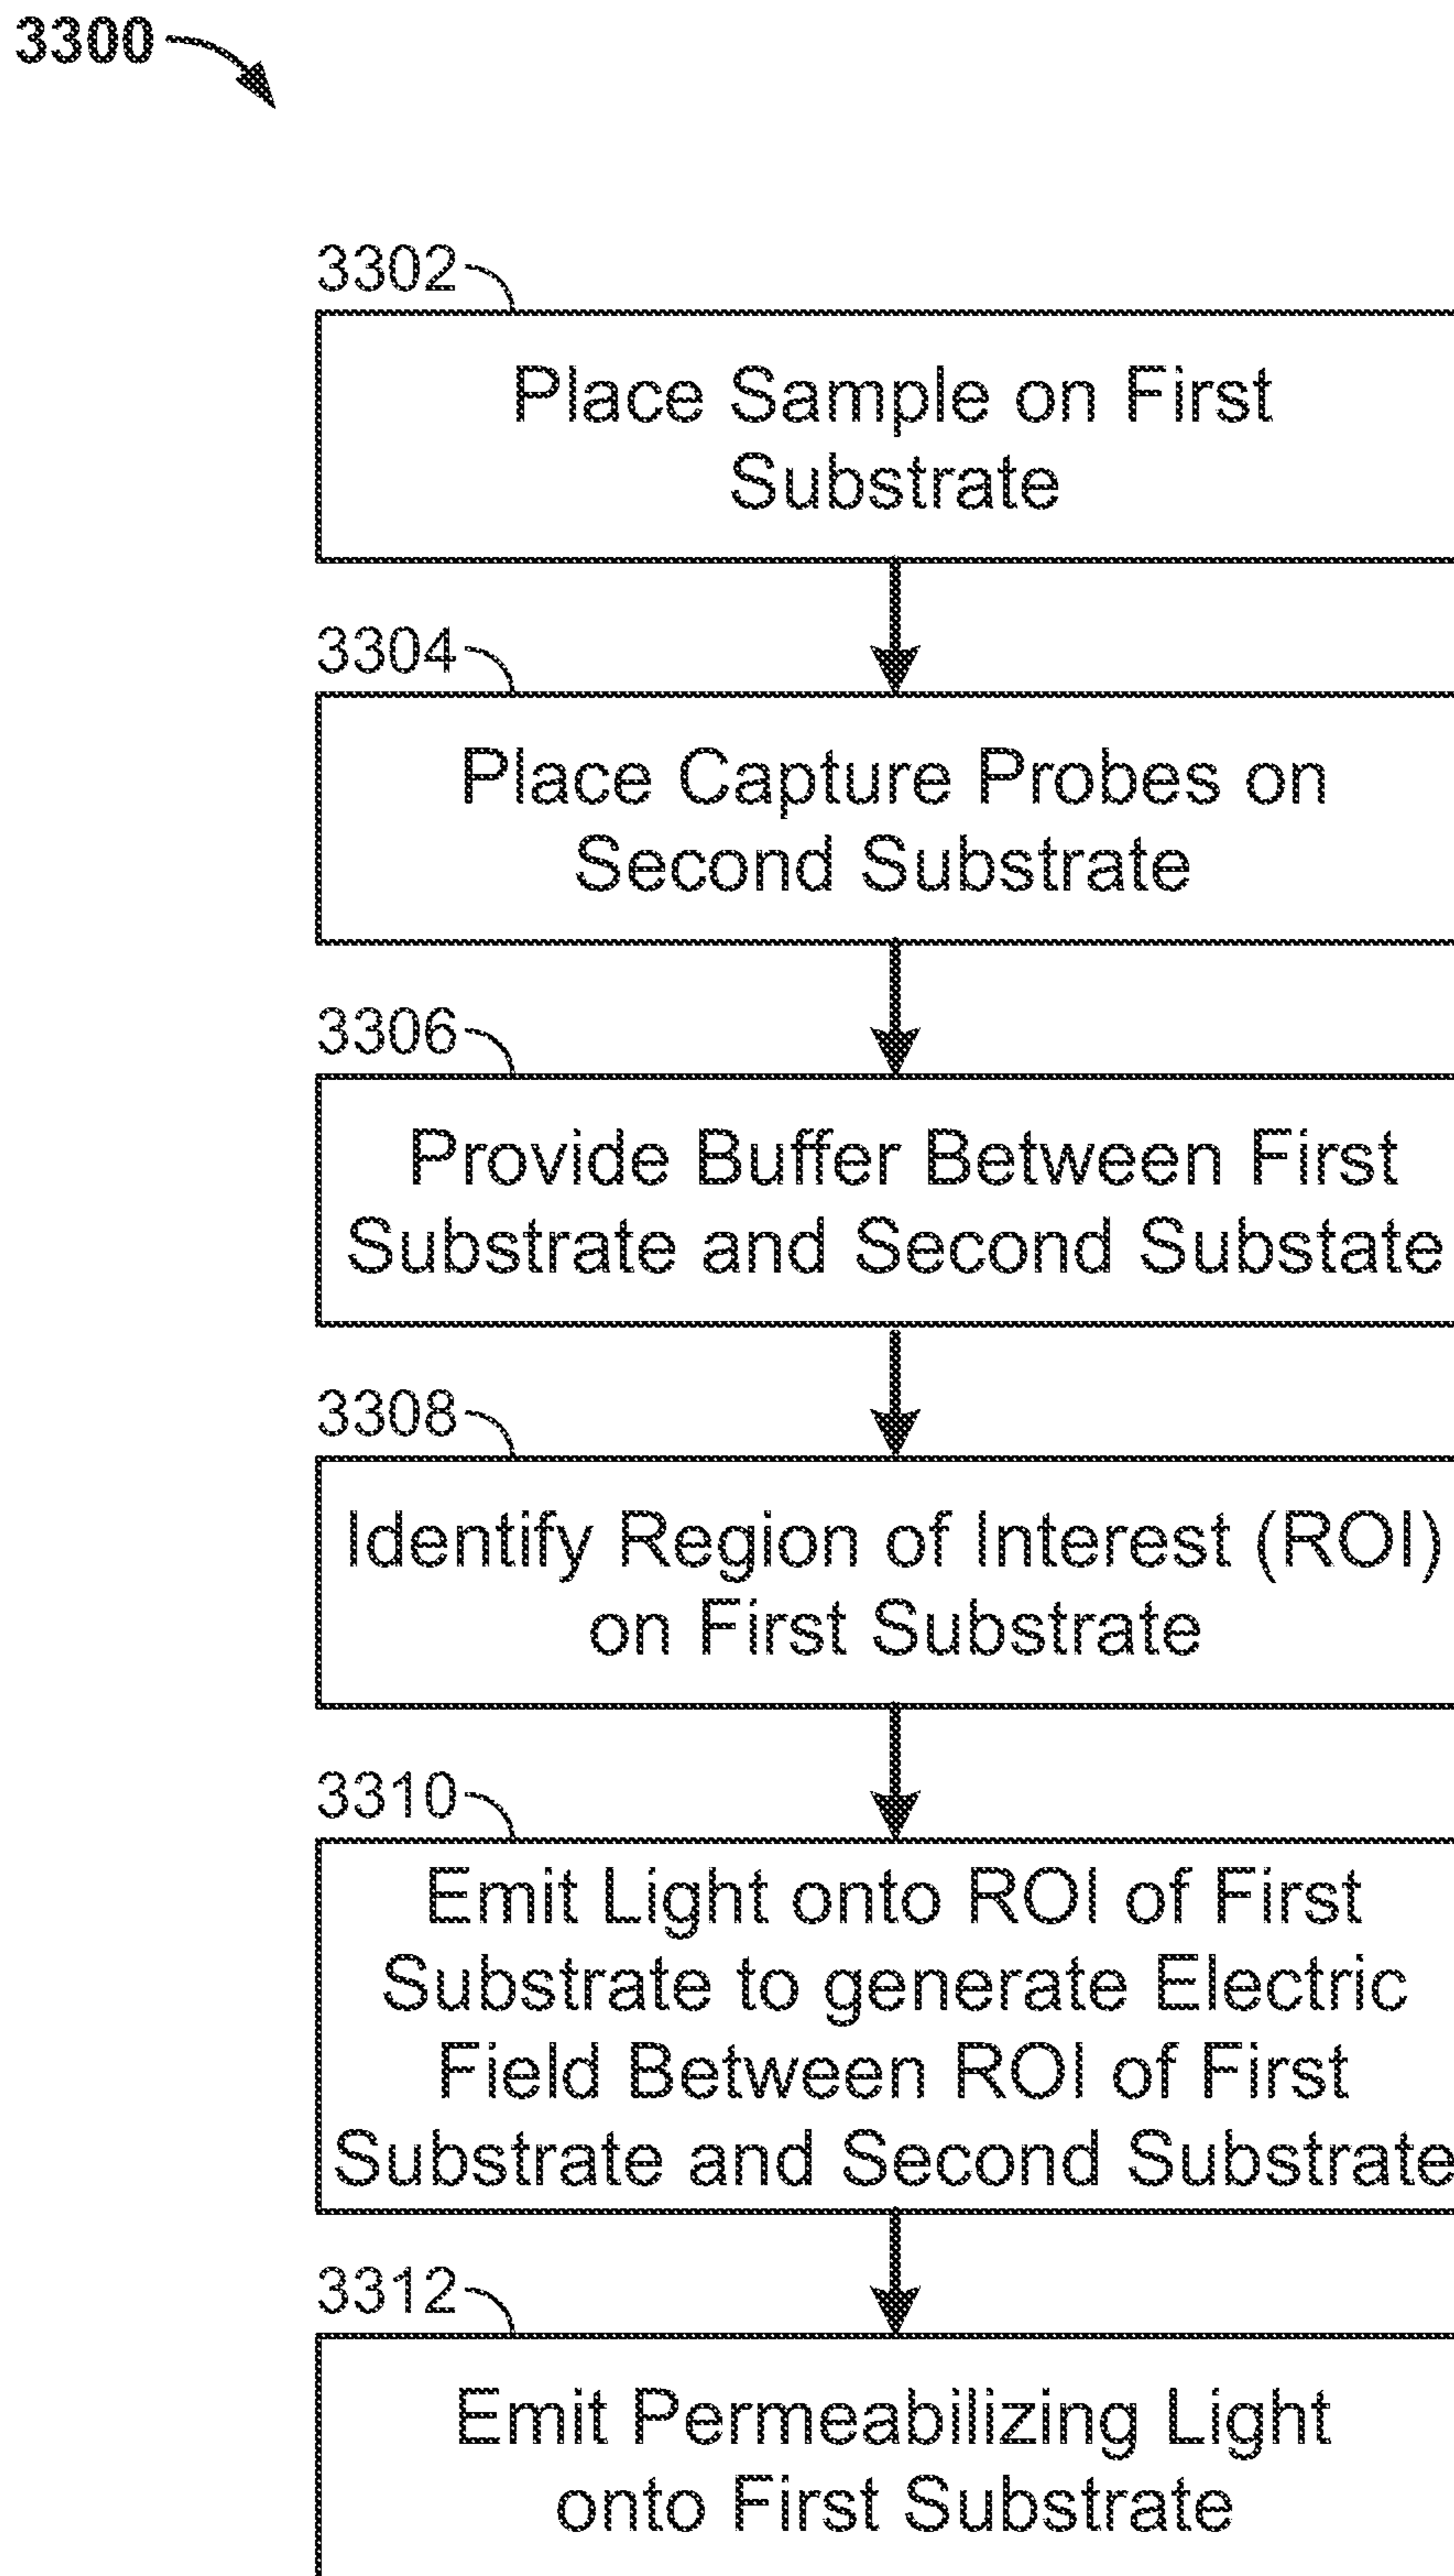 3300
3302
Place Sample on First
Substrate
3304
Place Capture Probes on
Second Substrate
3306
Provide Buffer Between First
Substrate and Second Substate
3308
Identify Region of Interest (ROI)
on First Substrate
3310
Emit Light onto ROI of First
Substrate to generate Electric
Field Between ROI of First
Substrate and Second Substrate
3312
Emit Permeabilizing Light
onto First Substrate